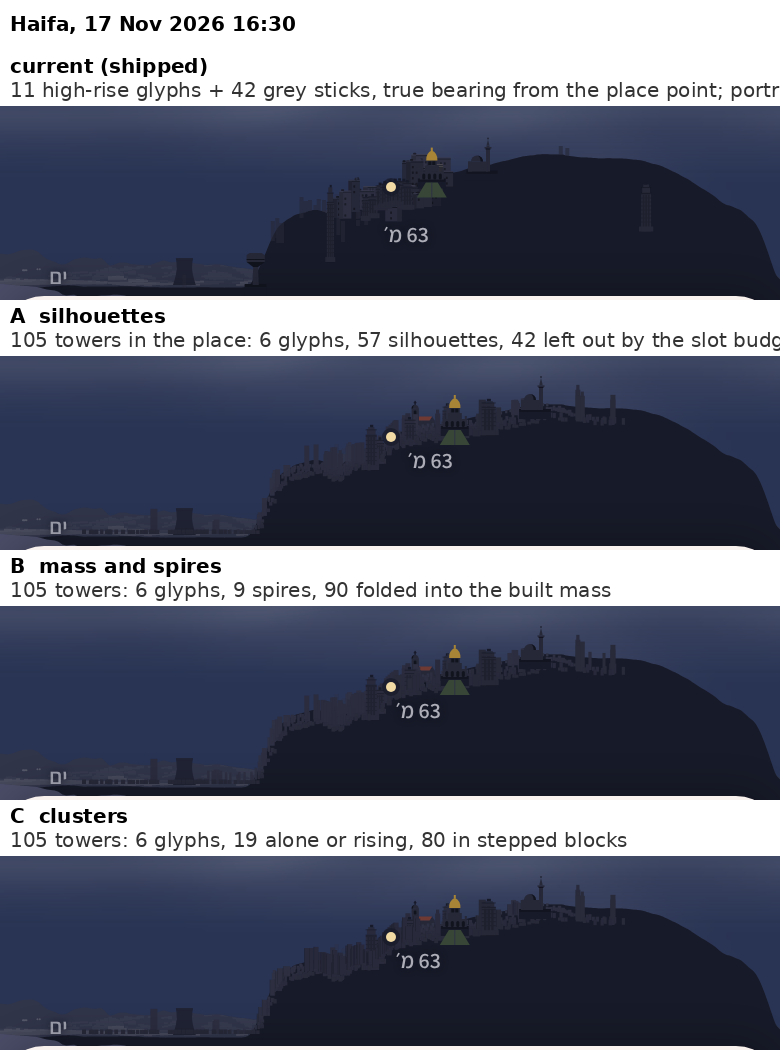 Haifa, 17 Nov 2026 16:30
current (shipped)
11 high-rise glyphs + 42 grey sticks, true bearing from the place point; portr
63 מ׳
ים
A silhouettes
105 towers in the place: 6 glyphs, 57 silhouettes, 42 left out by the slot budg
63 מ׳
ים
B mass and spires
105 towers: 6 glyphs, 9 spires, 90 folded into the built mass
63 מ׳
ים
C clusters
105 towers: 6 glyphs, 19 alone or rising, 80 in stepped blocks
63 מ׳
ים